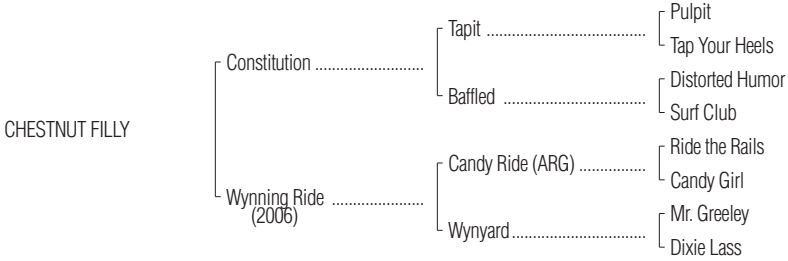 Pulpit
Tapit ....................................
Tap Your Heels
Constitution .........................
Distorted Humor
Baffled ................................
Surf Club
CHESTNUT FILLY
Ride the Rails
Candy Ride (ARG) ...............
Candy Girl
Wynning Ride .....................
(2006)
Mr. Greeley
Wynyard..............................
Dixie Lass